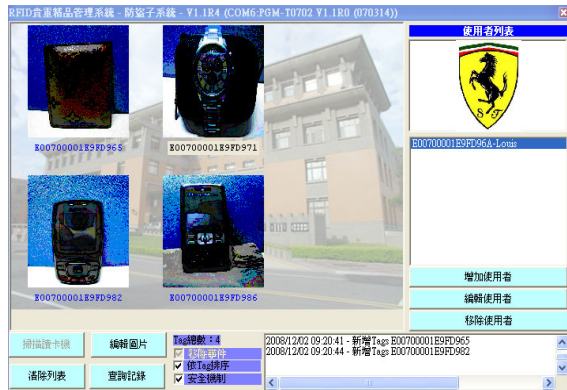 RFID貴重精品管理系統 - 防盜子系統 - V1.1R4 (COM6:PGM-T0702 V1.1R0 (070314))
使用者列表
S F
E00700001E9FD965
E00700001E9FD971
E00700001E9FD96A-Louis
E00700001E9FD982
E00700001E9FD986
增加使用者
編輯使用者
移除使用者
掃描讀卡機
編輯圖片
清除列表
查詢記錄
Tag總數：4
移除事件
依Tag排序
安全機制
2008/12/02 09:20:41 - 新增Tags E00700001E9FD965
2008/12/02 09:20:44 - 新增Tags E00700001E9FD982